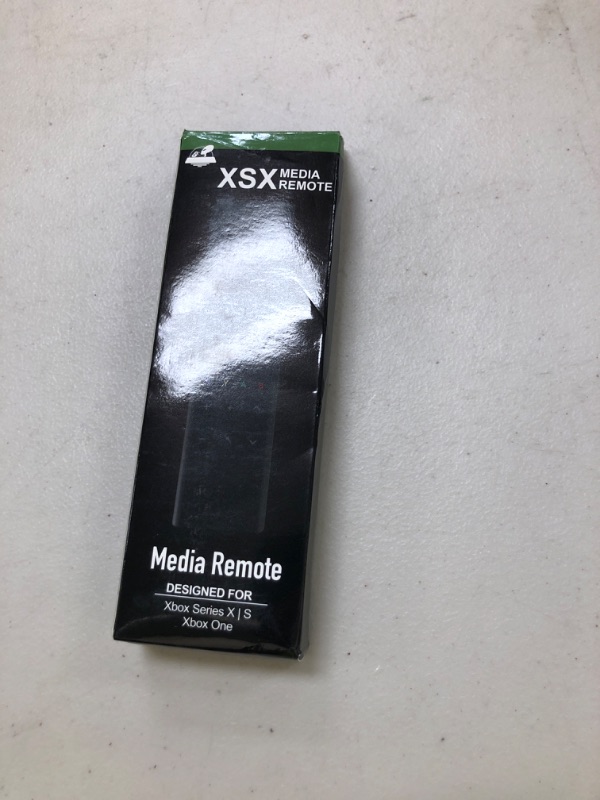 XSX MEDIA
REMOTE
Media Remote
DESIGNED FOR
Xbox Series X | S
Xbox One